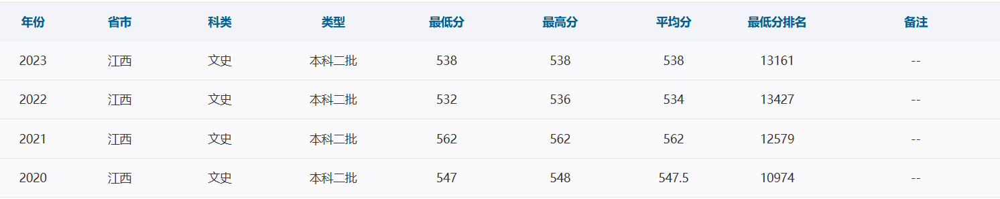 年份 省市 科类 类型 最低分 最高分 平均分 最低分排名 备注
2023 江西 文史 本科二批 538 538 538 13161 --
2022 江西 文史 本科二批 532 536 534 13427 --
2021 江西 文史 本科二批 562 562 562 12579 --
2020 江西 文史 本科二批 547 548 547.5 10974 --